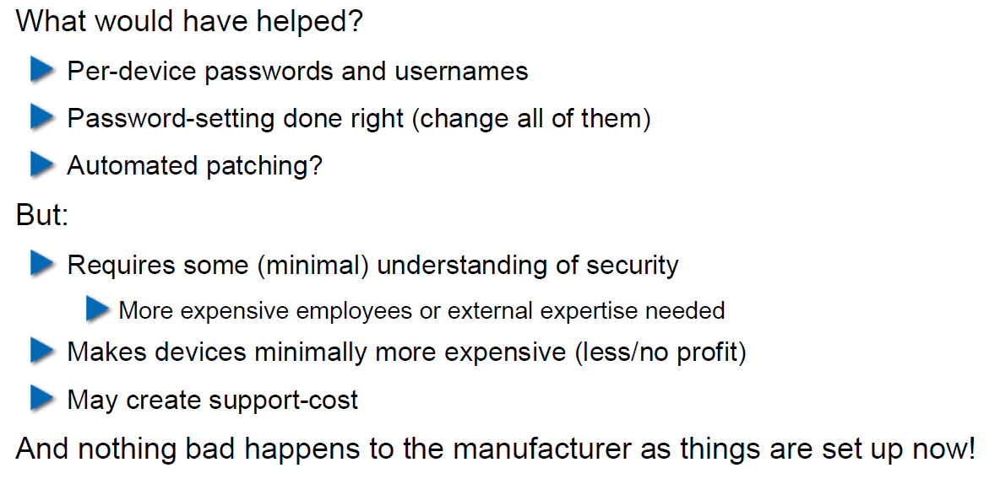 What would have helped?
Per-device passwords and usernames
Password-setting done right (change all of them)
Automated patching?
But:
Requires some (minimal) understanding of security
More expensive employees or external expertise needed
Makes devices minimally more expensive (less/no profit)
May create support-cost
And nothing bad happens to the manufacturer as things are set up now!